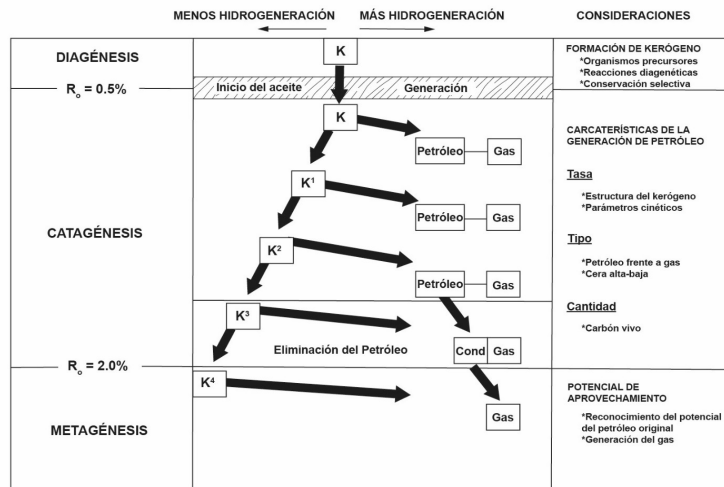 MENOS HIDROGENERACIÓN
MÁS HIDROGENERACIÓN
CONSIDERACIONES
DIAGÉNESIS
K
FORMACIÓN DE KERÓGENO
*Organismos precursores
*Reacciones diagenéticas
*Conservación selectiva
Rₒ = 0.5%
Inicio del aceite
Generación
K
Petróleo
Gas
CARCATERÍSTICAS DE LA
GENERACIÓN DE PETRÓLEO
Tasa
*Estructura del kerógeno
*Parámetros cinéticos
K¹
Petróleo
Gas
CATAGÉNESIS
K²
Petróleo
Gas
Tipo
*Petróleo frente a gas
*Cera alta-baja
Cantidad
*Carbón vivo
K³
Eliminación del Petróleo
Cond
Gas
Rₒ = 2.0%
K⁴
Gas
METAGÉNESIS
POTENCIAL DE
APROVECHAMIENTO
*Reconocimiento del potencial
del petróleo original
*Generación del gas